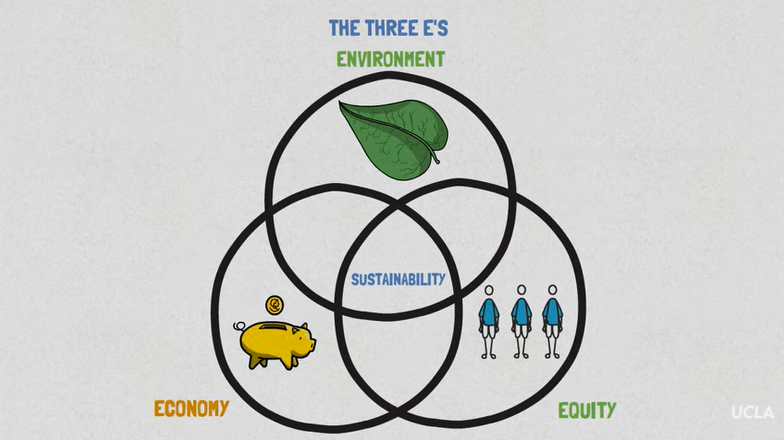 THE THREE E'S
ENVIRONMENT
SUSTAINABILITY
ECONOMY
EQUITY
UCLA